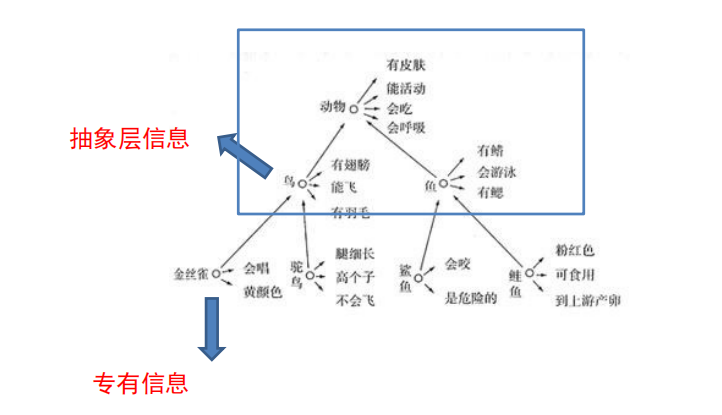 有皮肤
能活动
动物
会吃
会呼吸
抽象层信息
有翅膀
鸟
能飞
有羽毛
有鳍
鱼
会游泳
有鳃
金丝雀
会唱
黄颜色
驼鸟
腿细长
高个子
不会飞
鲨鱼
会咬
是危险的
鲑鱼
粉红色
可食用
到上游产卵
专有信息